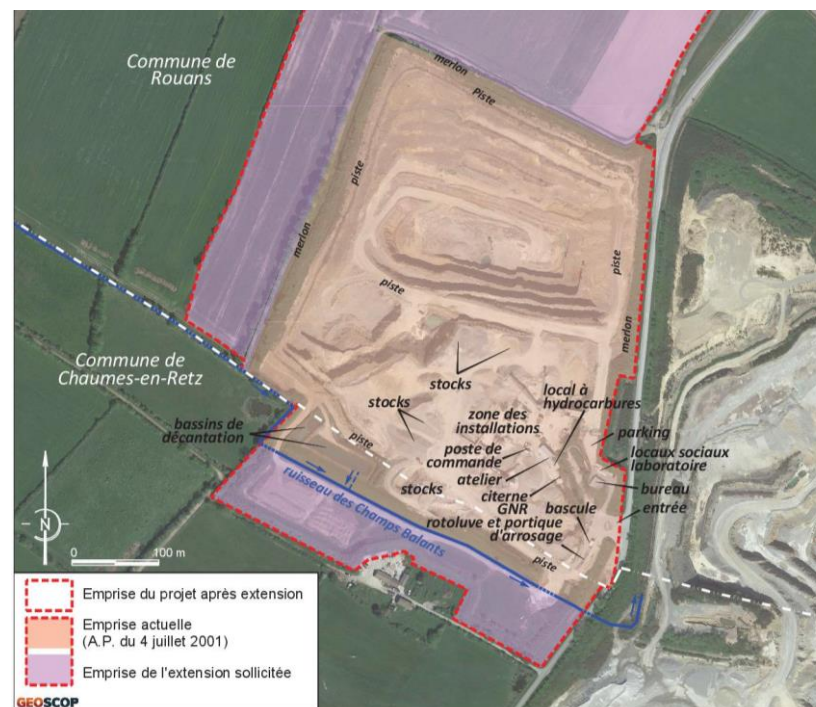 Commune de
Rouans
merlon
Piste
piste
merlon
piste
piste
merlon
Commune de
Chaumes-en-Retz
stocks
stocks
bassins de
décantation
piste
stocks
zone des
installations
local à
hydrocarbures
poste de
commande
atelier
citerne
GNR
parking
locaux sociaux
laboratoire
bureau
entrée
bascule
rotoluve et portique
d'arrosage
piste
ruisseau des Champs Balants
N
0 100 m
Emprise du projet après extension
Emprise actuelle
(A.P. du 4 juillet 2001)
Emprise de l'extension sollicitée
GEOSCOP